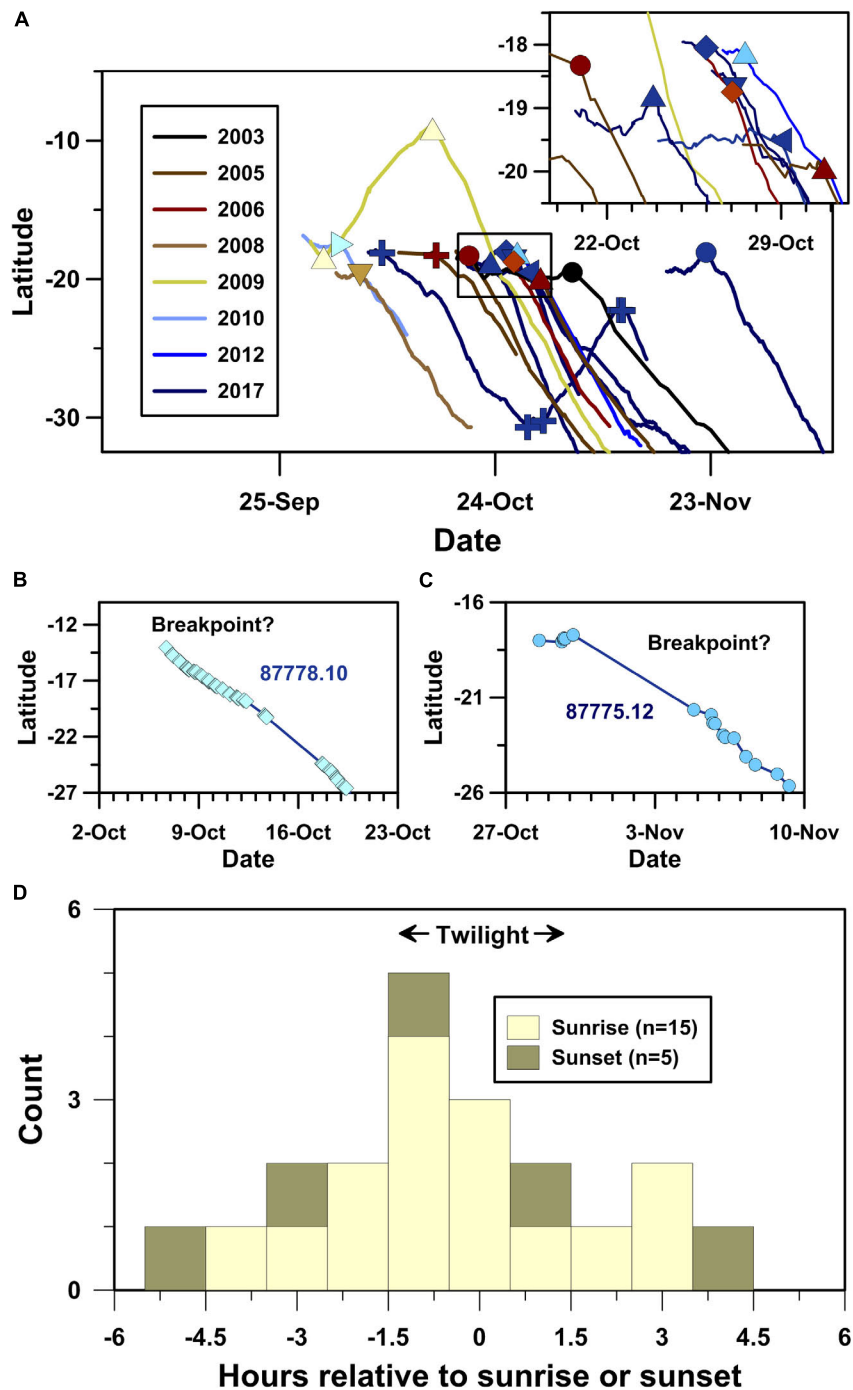 A
-18
-19
-20
22-Oct
29-Oct
2003
2005
2006
2008
2009
2010
2012
2017
-10
-20
-30
Latitude
25-Sep
24-Oct
23-Nov
Date
B
Breakpoint?
87778.10
-12
-17
-22
-27
Latitude
2-Oct
9-Oct
16-Oct
23-Oct
Date
C
Breakpoint?
87775.12
-16
-21
-26
Latitude
27-Oct
3-Nov
10-Nov
Date
D
Twilight
Sunrise (n=15)
Sunset (n=5)
6
3
0
Count
-6
-4.5
-3
-1.5
0
1.5
3
4.5
6
Hours relative to sunrise or sunset